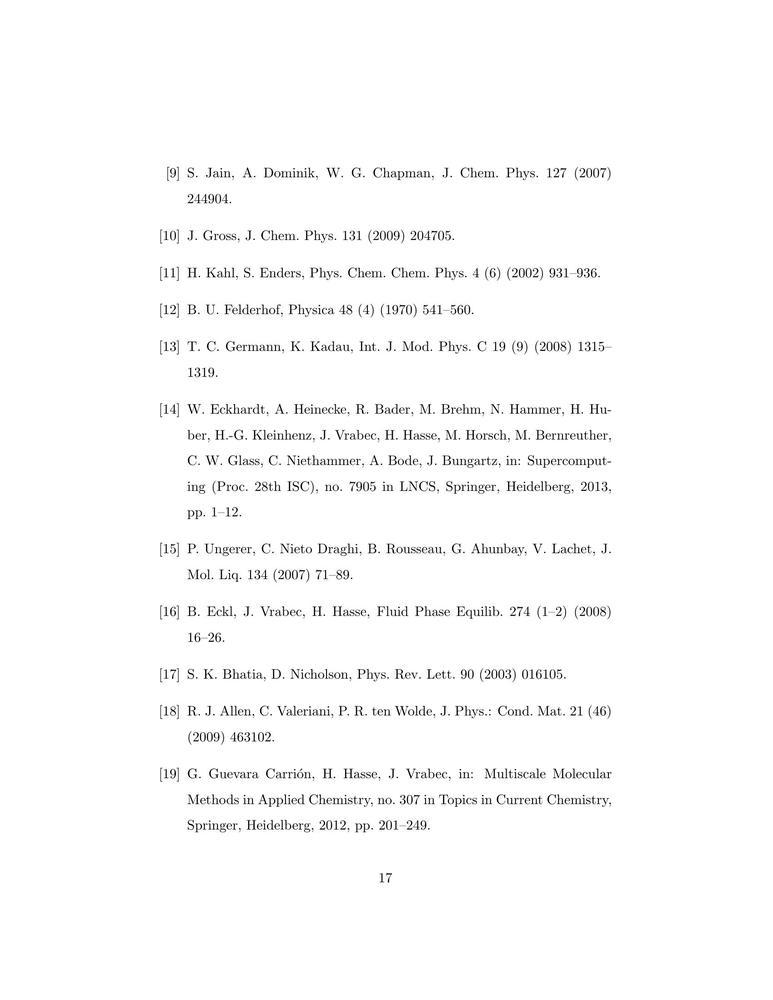 [9] S. Jain, A. Dominik, W. G. Chapman, J. Chem. Phys. 127 (2007)
244904.
[10] J. Gross, J. Chem. Phys. 131 (2009) 204705.
[11] H. Kahl, S. Enders, Phys. Chem. Chem. Phys. 4 (6) (2002) 931–936.
[12] B. U. Felderhof, Physica 48 (4) (1970) 541–560.
[13] T. C. Germann, K. Kadau, Int. J. Mod. Phys. C 19 (9) (2008) 1315–
1319.
[14] W. Eckhardt, A. Heinecke, R. Bader, M. Brehm, N. Hammer, H. Hu-
ber, H.-G. Kleinhenz, J. Vrabec, H. Hasse, M. Horsch, M. Bernreuther,
C. W. Glass, C. Niethammer, A. Bode, J. Bungartz, in: Supercomput-
ing (Proc. 28th ISC), no. 7905 in LNCS, Springer, Heidelberg, 2013,
pp. 1–12.
[15] P. Ungerer, C. Nieto Draghi, B. Rousseau, G. Ahunbay, V. Lachet, J.
Mol. Liq. 134 (2007) 71–89.
[16] B. Eckl, J. Vrabec, H. Hasse, Fluid Phase Equilib. 274 (1–2) (2008)
16–26.
[17] S. K. Bhatia, D. Nicholson, Phys. Rev. Lett. 90 (2003) 016105.
[18] R. J. Allen, C. Valeriani, P. R. ten Wolde, J. Phys.: Cond. Mat. 21 (46)
(2009) 463102.
[19] G. Guevara Carrión, H. Hasse, J. Vrabec, in: Multiscale Molecular
Methods in Applied Chemistry, no. 307 in Topics in Current Chemistry,
Springer, Heidelberg, 2012, pp. 201–249.
17